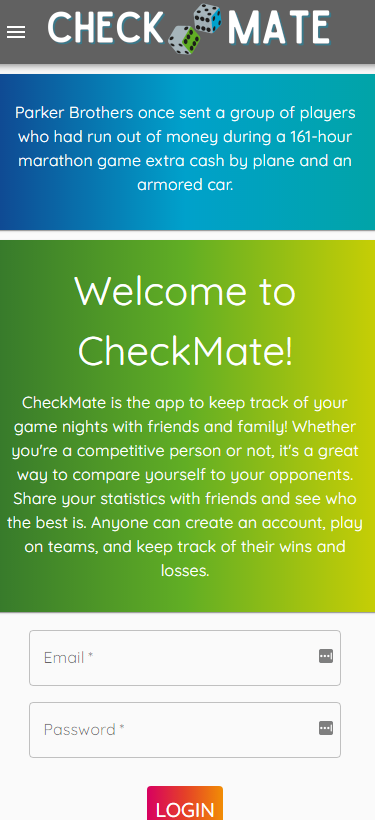 CHECK MATE
Parker Brothers once sent a group of players
who had run out of money during a 161-hour
marathon game extra cash by plane and an
armored car.
Welcome to
CheckMate!
CheckMate is the app to keep track of your
game nights with friends and family! Whether
you're a competitive person or not, it's a great
way to compare yourself to your opponents.
Share your statistics with friends and see who
the best is. Anyone can create an account, play
on teams, and keep track of their wins and
losses.
Email *
Password *
LOGIN